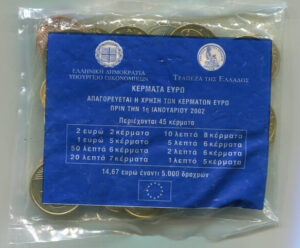 ΕΛΛΗΝΙΚΗ ΔΗΜΟΚΡΑΤΙΑ
ΥΠΟΥΡΓΕΙΟ ΟΙΚΟΝΟΜΙΚΩΝ
ΤΡΑΠΕΖΑ ΤΗΣ ΕΛΛΑΔΟΣ
ΚΕΡΜΑΤΑ ΕΥΡΩ
ΑΠΑΓΟΡΕΥΕΤΑΙ Η ΧΡΗΣΗ ΤΩΝ ΚΕΡΜΑΤΩΝ ΕΥΡΩ
ΠΡΙΝ ΤΗΝ 1η ΙΑΝΟΥΑΡΙΟΥ 2002
Περιέχονται 45 κέρματα
2 ευρώ 2 κέρματα 10 λεπτά 8 κέρματα
1 ευρώ 6 κέρματα 5 λεπτά 6 κέρματα
50 λεπτά 6 κέρματα 2 λεπτά 5 κέρματα
20 λεπτά 7 κέρματα 1 λεπτό 5 κέρματα
14,67 ευρώ έναντι 5.000 δραχμών